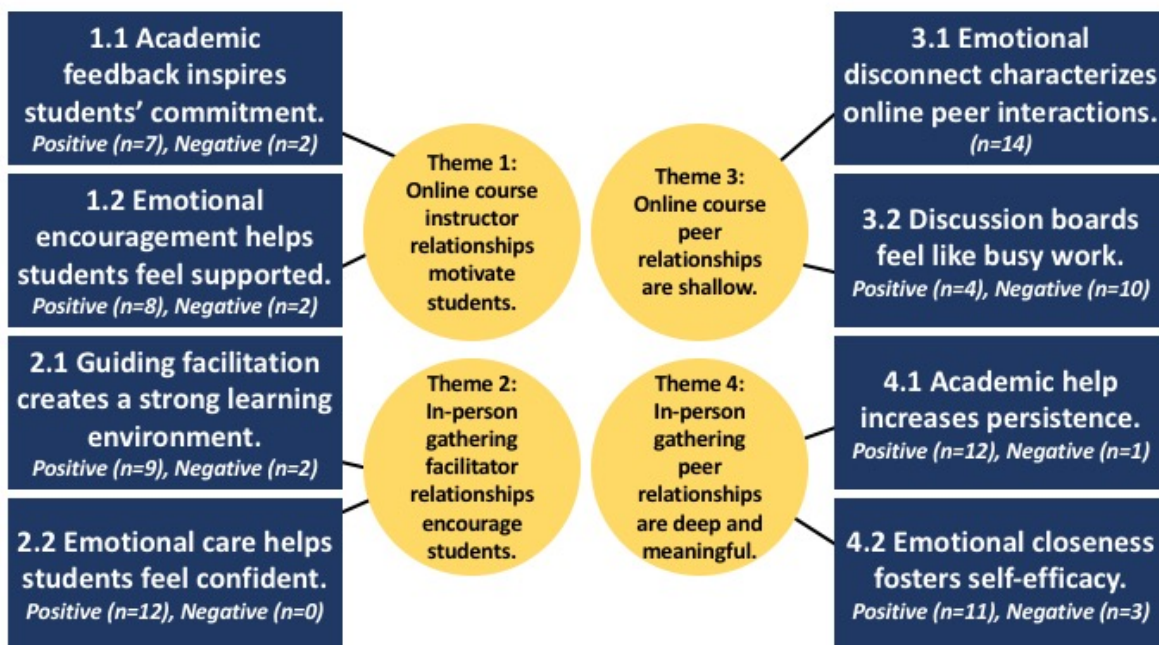 1.1 Academic
feedback inspires
students’ commitment.
Positive (n=7), Negative (n=2)
1.2 Emotional
encouragement helps
students feel supported.
Positive (n=8), Negative (n=2)
2.1 Guiding facilitation
creates a strong learning
environment.
Positive (n=9), Negative (n=2)
2.2 Emotional care helps
students feel confident.
Positive (n=12), Negative (n=0)
Theme 1:
Online course
instructor
relationships
motivate
students.
Theme 2:
In-person
gathering
facilitator
relationships
encourage
students.
Theme 3:
Online course
peer
relationships
are shallow.
Theme 4:
In-person
gathering
peer
relationships
are deep and
meaningful.
3.1 Emotional
disconnect characterizes
online peer interactions.
(n=14)
3.2 Discussion boards
feel like busy work.
Positive (n=4), Negative (n=10)
4.1 Academic help
increases persistence.
Positive (n=12), Negative (n=1)
4.2 Emotional closeness
fosters self-efficacy.
Positive (n=11), Negative (n=3)